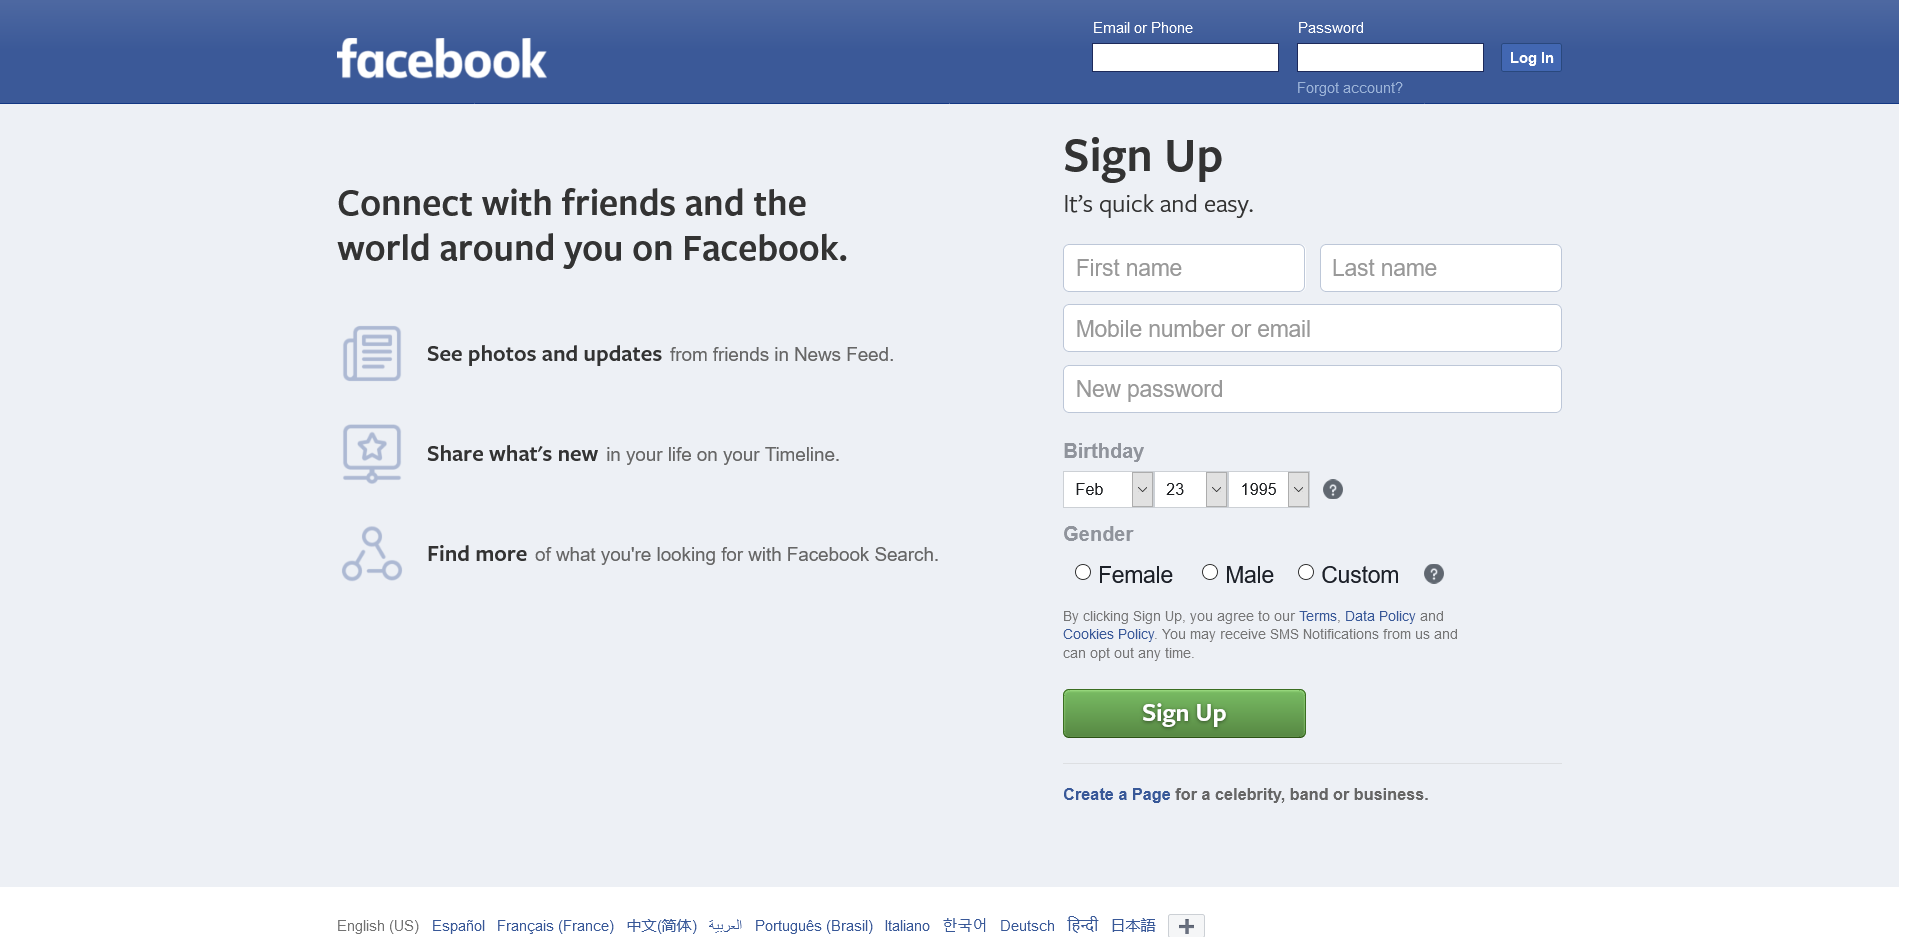 facebook
Email or Phone
Password
Log In
Forgot account?
Connect with friends and the
world around you on Facebook.
See photos and updates from friends in News Feed.
Share what's new in your life on your Timeline.
Find more of what you're looking for with Facebook Search.
Sign Up
It’s quick and easy.
First name
Last name
Mobile number or email
New password
Birthday
Feb 23 1995 ?
Gender
Female Male Custom ?
By clicking Sign Up, you agree to our Terms, Data Policy and
Cookies Policy. You may receive SMS Notifications from us and
can opt out any time.
Sign Up
Create a Page for a celebrity, band or business.
English (US) Español Français (France) 中文(简体) العربية Português (Brasil) Italiano 한국어 Deutsch हिन्दी 日本語 +